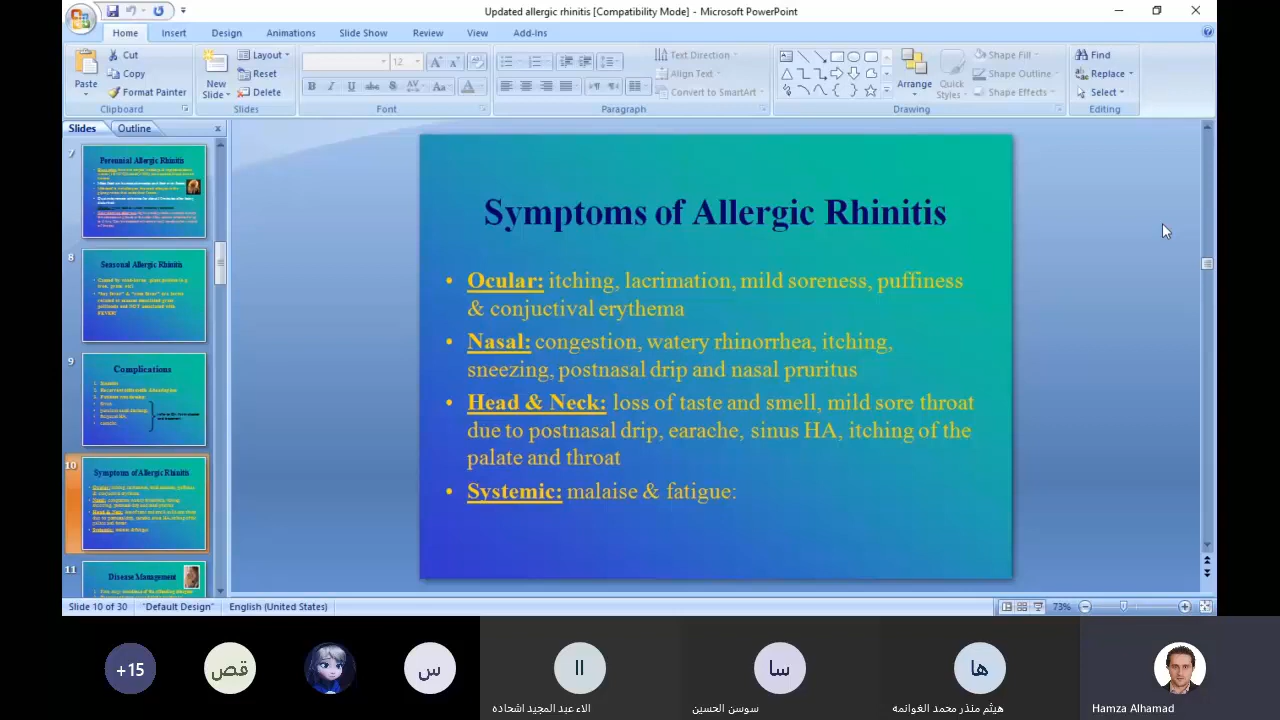 Updated allergic rhinitis [Compatibility Mode] - Microsoft PowerPoint
Home Insert Design Animations Slide Show Review View Add-Ins
Paste
Cut
Copy
Format Painter
Clipboard
New Slide
Layout
Reset
Delete
Slides
12
Font
Text Direction
Align Text
Convert to SmartArt
Paragraph
Arrange
Quick Styles
Shape Fill
Shape Outline
Shape Effects
Drawing
Find
Replace
Select
Editing
Slides Outline
7
Perennial Allergic Rhinitis
8
Seasonal Allergic Rhinitis
9
Complications
10
Symptoms of Allergic Rhinitis
11
Disease Management
Symptoms of Allergic Rhinitis
• Ocular: itching, lacrimation, mild soreness, puffiness
& conjuctival erythema
• Nasal: congestion, watery rhinorrhea, itching,
sneezing, postnasal drip and nasal pruritus
• Head & Neck: loss of taste and smell, mild sore throat
due to postnasal drip, earache, sinus HA, itching of the
palate and throat
• Systemic: malaise & fatigue:
Slide 10 of 30 "Default Design" English (United States) 73%
+15 قص س اا سا ها
الاء عبد المجيد اشحاده سوسن الحسين هيثم منذر محمد الغوانمه Hamza Alhamad